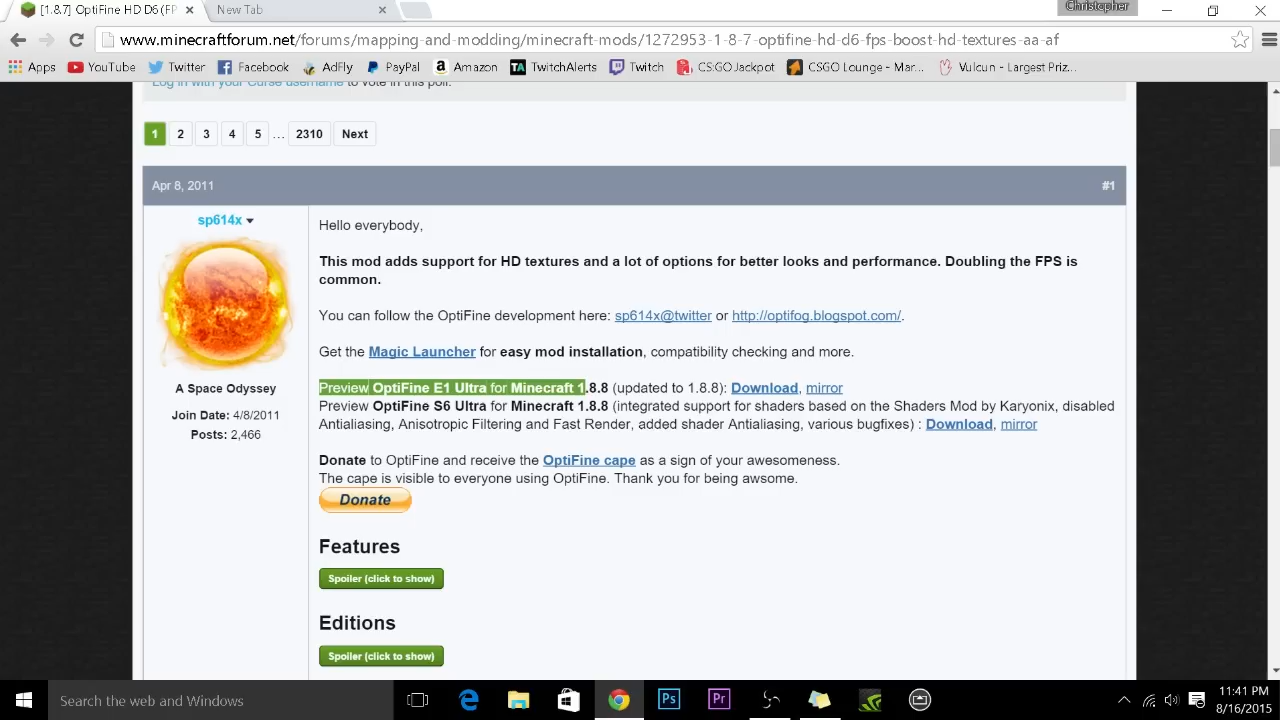 [1.8.7] OptiFine HD D6 (FP
New Tab
Christopher
www.minecraftforum.net/forums/mapping-and-modding/minecraft-mods/1272953-1-8-7-optifine-hd-d6-fps-boost-hd-textures-aa-af
Apps YouTube Twitter Facebook AdFly PayPal Amazon TwitchAlerts Twitch CSGOJackpot CSGO Lounge - Mar... Vulcun - Largest Priz...
Log in with your Curse username to vote in this poll.
1 2 3 4 5 ... 2310 Next
Apr 8, 2011 #1
sp614x
A Space Odyssey
Join Date: 4/8/2011
Posts: 2,466
Hello everybody,
This mod adds support for HD textures and a lot of options for better looks and performance. Doubling the FPS is
common.
You can follow the OptiFine development here: sp614x@twitter or http://optifog.blogspot.com/.
Get the Magic Launcher for easy mod installation, compatibility checking and more.
Preview OptiFine E1 Ultra for Minecraft 1.8.8 (updated to 1.8.8): Download, mirror
Preview OptiFine S6 Ultra for Minecraft 1.8.8 (integrated support for shaders based on the Shaders Mod by Karyonix, disabled
Antialiasing, Anisotropic Filtering and Fast Render, added shader Antialiasing, various bugfixes) : Download, mirror
Donate to OptiFine and receive the OptiFine cape as a sign of your awesomeness.
The cape is visible to everyone using OptiFine. Thank you for being awsome.
Donate
Features
Spoiler (click to show)
Editions
Spoiler (click to show)
Search the web and Windows
Ps
Pr
11:41 PM
8/16/2015